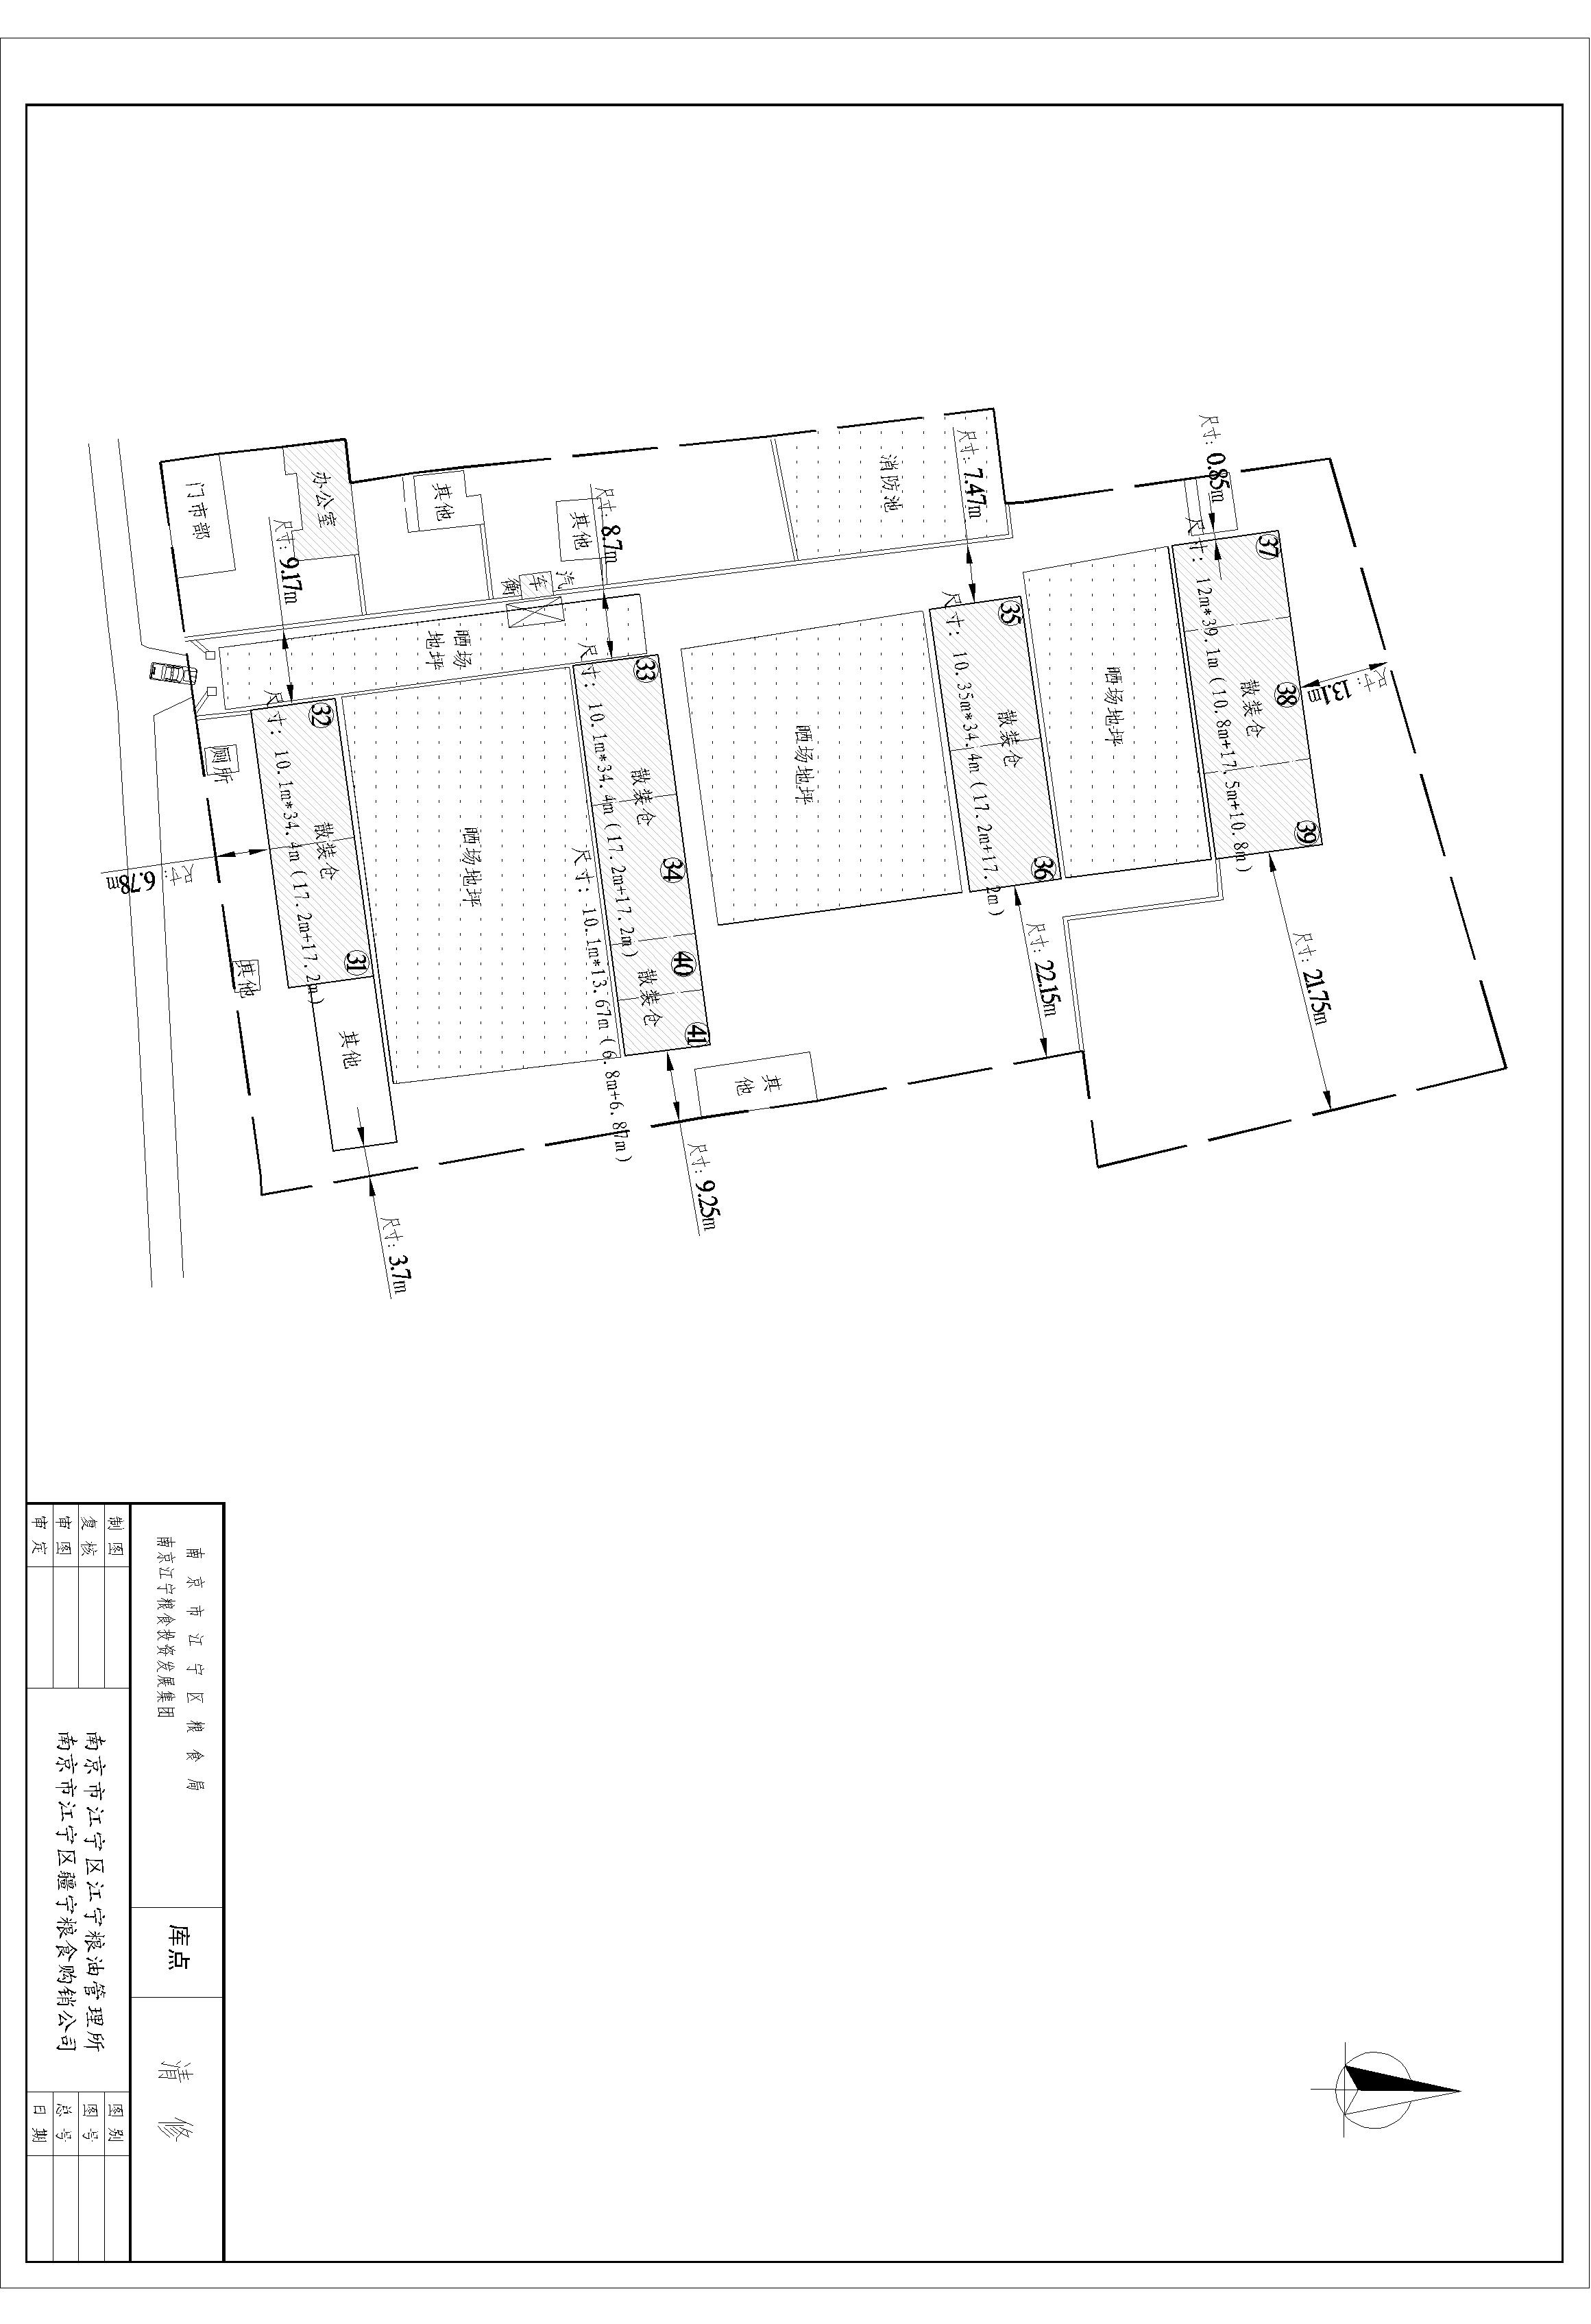 尺寸: 0.85m
37
38
39
散装仓
尺寸: 12m*39.1m(10.8m+17.5m+10.8m)
尺寸: 13.1m
尺寸: 21.75m
晒场地坪
消防池
尺寸: 7.47m
35
36
散装仓
尺寸: 10.35m*34.4m(17.2m+17.2m)
尺寸: 22.15m
晒场地坪
其他
尺寸: 8.7m
33
34
40
41
散装仓
散装仓
尺寸: 10.1m*34.4m(17.2m+17.2m)
尺寸: 10.1m*13.67m(6.8m+6.87m)
其他
尺寸: 9.25m
汽车衡
其他
晒场地坪
晒场地坪
办公室
门市部
尺寸: 9.17m
32
31
散装仓
尺寸: 10.1m*34.4m(17.2m+17.2m)
厕所
尺寸: 6.78m
其他
其他
尺寸: 3.7m
南京市江宁区粮食局
南京江宁粮食投资发展集团
库点
清修
制图
复核
审图
审定
南京市江宁区江宁粮油管理所
南京市江宁区疆宁粮食购销公司
图别
图号
总号
日期